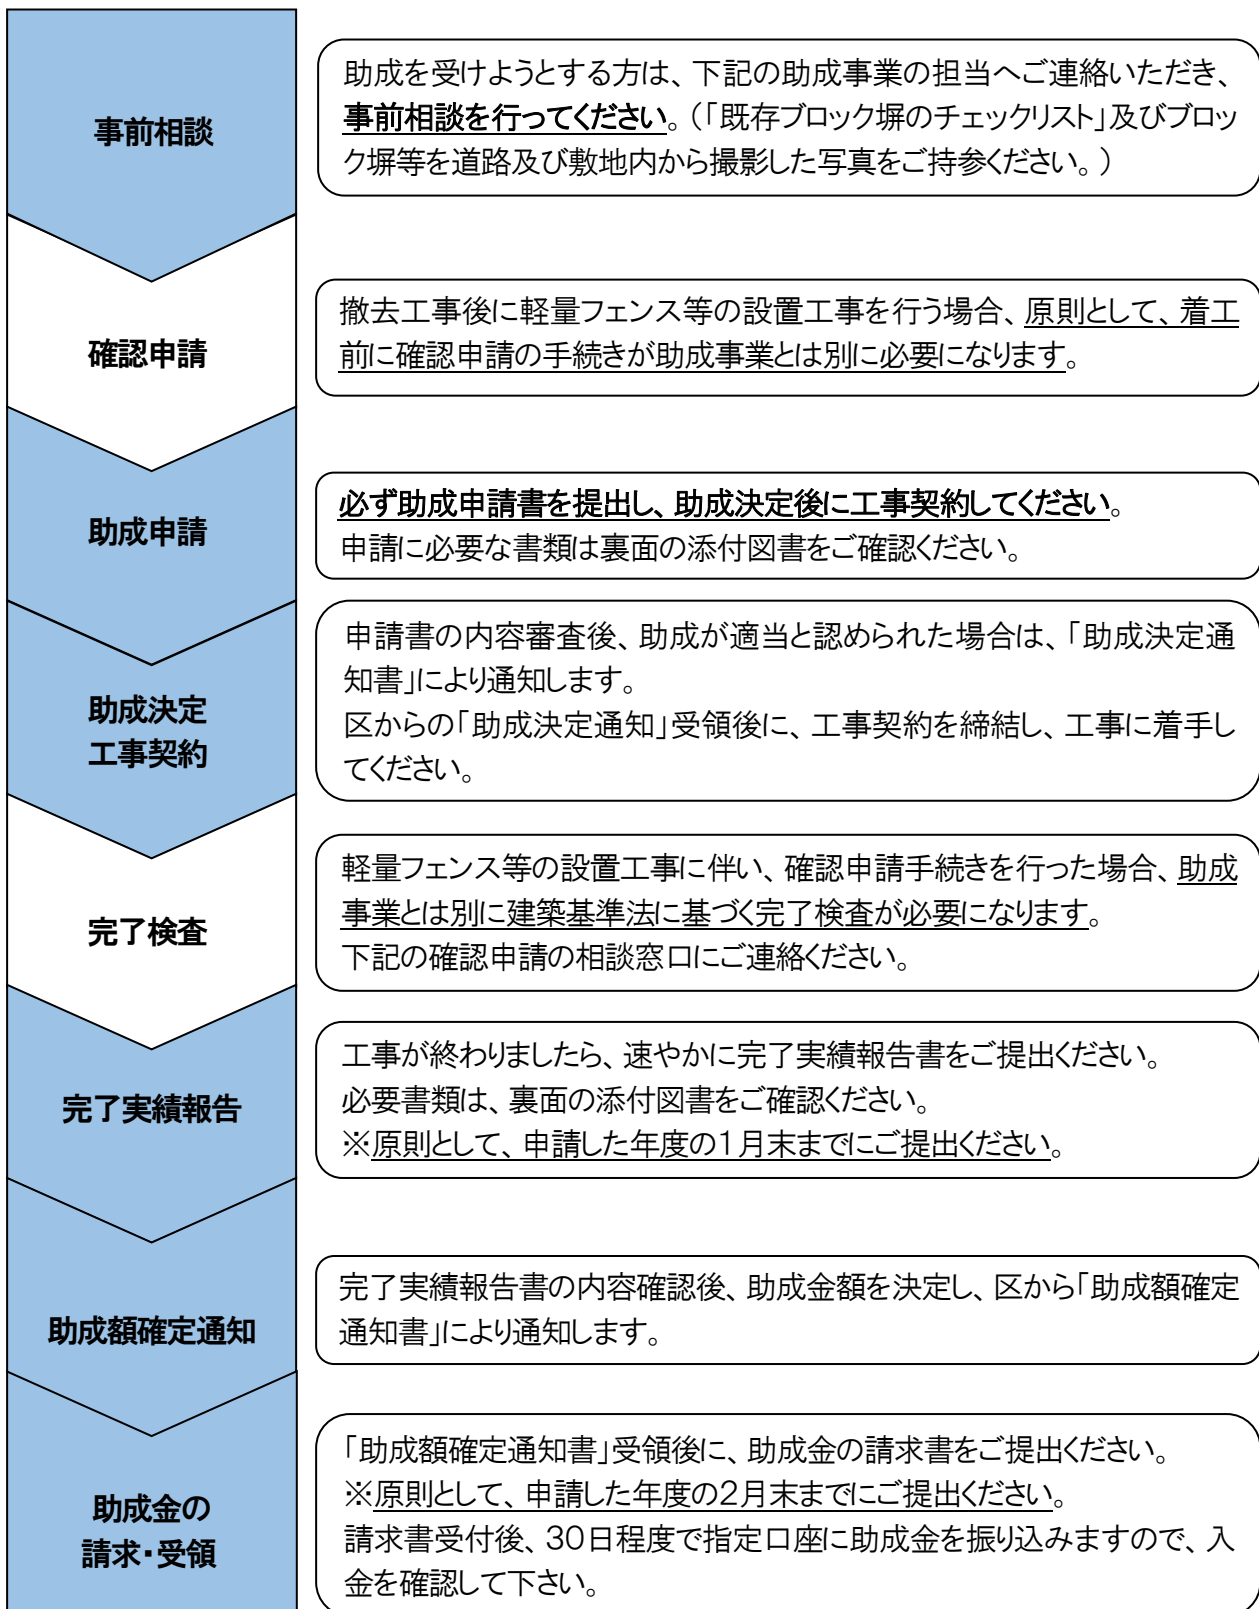 事前相談
助成を受けようとする方は、下記の助成事業の担当へご連絡いただき、
事前相談を行ってください。（「既存ブロック塀のチェックリスト」及びブロッ
ク塀等を道路及び敷地内から撮影した写真をご持参ください。）
確認申請
撤去工事後に軽量フェンス等の設置工事を行う場合、原則として、着工
前に確認申請の手続きが助成事業とは別に必要になります。
助成申請
必ず助成申請書を提出し、助成決定後に工事契約してください。
申請に必要な書類は裏面の添付図書をご確認ください。
助成決定
工事契約
申請書の内容審査後、助成が適当と認められた場合は、「助成決定通
知書」により通知します。
区からの「助成決定通知」受領後に、工事契約を締結し、工事に着手し
てください。
完了検査
軽量フェンス等の設置工事に伴い、確認申請手続きを行った場合、助成
事業とは別に建築基準法に基づく完了検査が必要になります。
下記の確認申請の相談窓口にご連絡ください。
完了実績報告
工事が終わりましたら、速やかに完了実績報告書をご提出ください。
必要書類は、裏面の添付図書をご確認ください。
※原則として、申請した年度の1月末までにご提出ください。
助成額確定通知
完了実績報告書の内容確認後、助成金額を決定し、区から「助成額確定
通知書」により通知します。
助成金の
請求・受領
「助成額確定通知書」受領後に、助成金の請求書をご提出ください。
※原則として、申請した年度の2月末までにご提出ください。
請求書受付後、30日程度で指定口座に助成金を振り込みますので、入
金を確認して下さい。